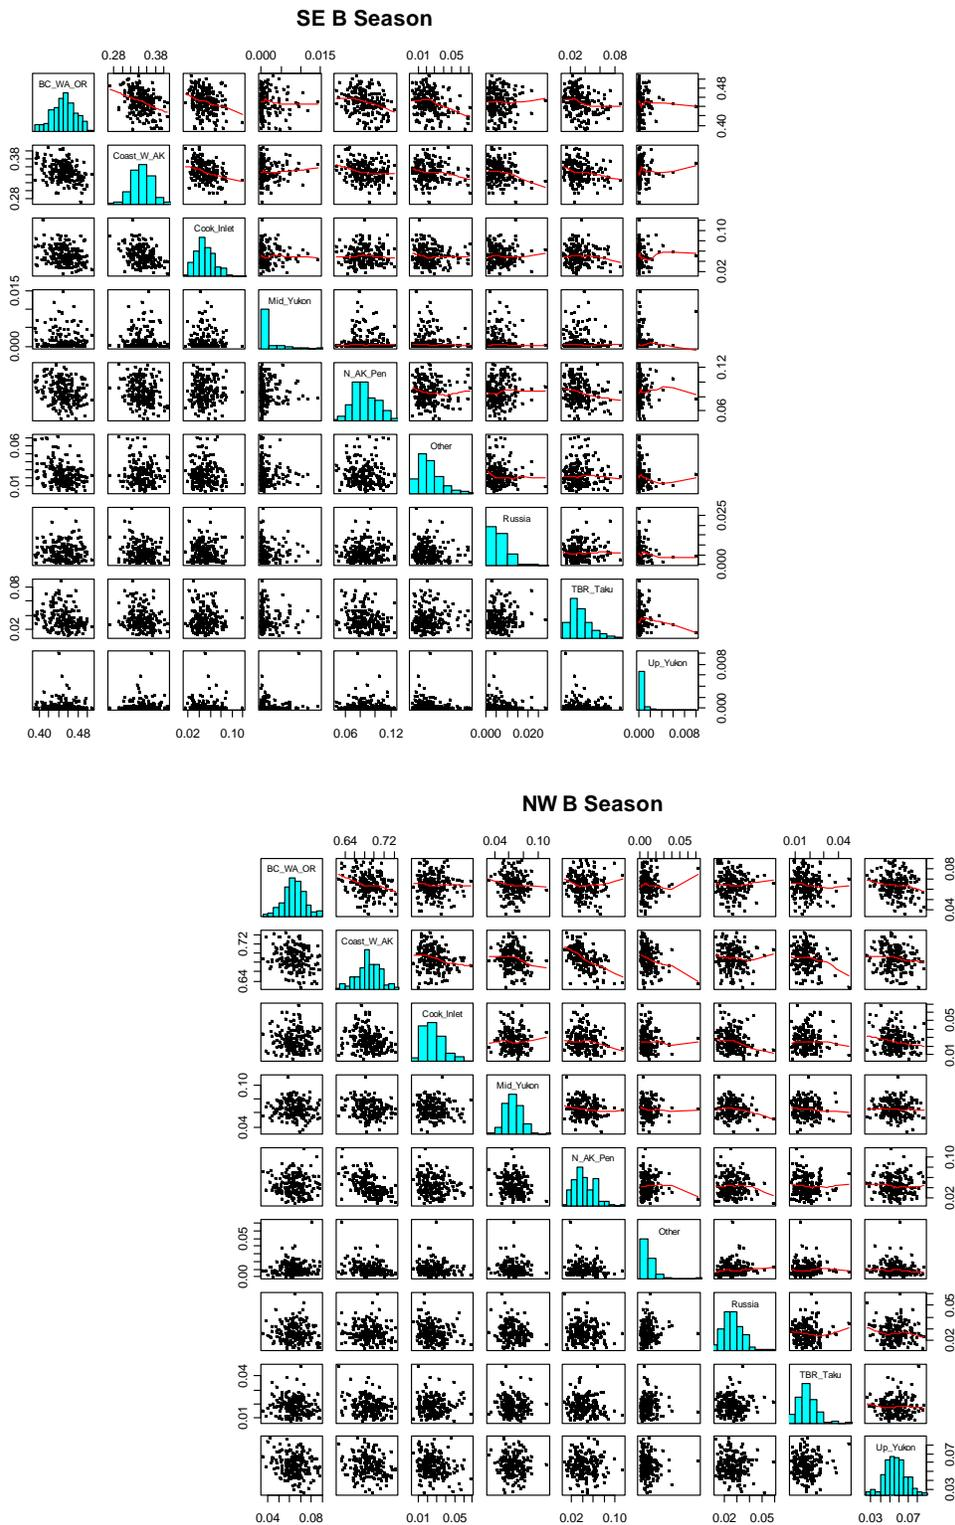 SE B Season
0.28 0.38 0.000 0.015 0.01 0.05 0.02 0.08
BC_WA_OR
0.40 0.48
Coast_W_AK
0.28 0.38
Cook_Inlet
0.02 0.10
Mid_Yukon
0.000 0.015
N_AK_Pen
0.06 0.12
Other
0.01 0.06
Russia
0.000 0.025
TBR_Taku
0.02 0.08
Up_Yukon
0.000 0.008
0.40 0.48 0.02 0.10 0.06 0.12 0.000 0.020 0.000 0.008
NW B Season
0.64 0.72 0.04 0.10 0.00 0.05 0.01 0.04
BC_WA_OR
0.04 0.08
Coast_W_AK
0.64 0.72
Cook_Inlet
0.01 0.05
Mid_Yukon
0.04 0.10
N_AK_Pen
0.02 0.10
Other
0.00 0.05
Russia
0.02 0.05
TBR_Taku
0.01 0.04
Up_Yukon
0.03 0.07
0.04 0.08 0.01 0.05 0.02 0.10 0.02 0.05 0.03 0.07